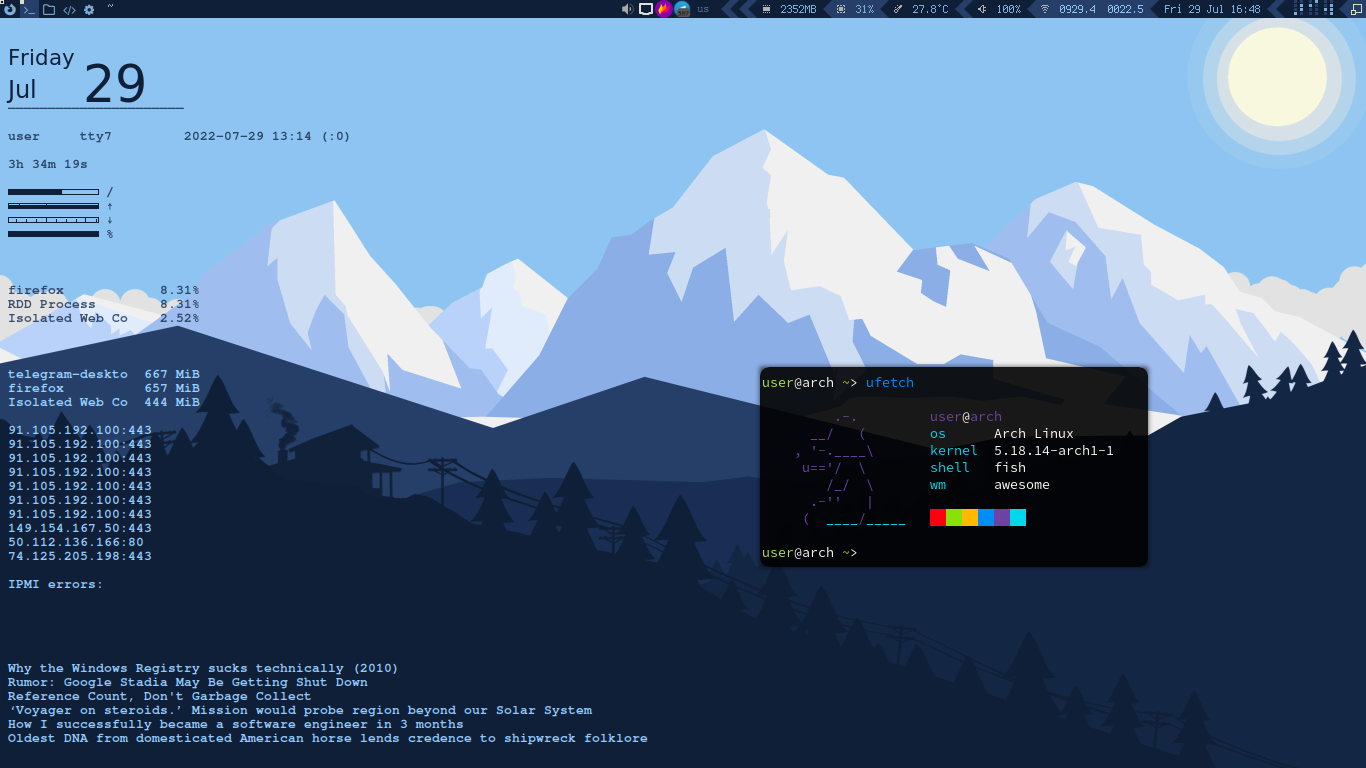 ~
us
2352MB
31%
27.8°C
100%
0929.4 0022.5
Fri 29 Jul 16:48
Friday
Jul 29
user tty7 2022-07-29 13:14 (:0)
3h 34m 19s
/
↑
↓
%
firefox 8.31%
RDD Process 8.31%
Isolated Web Co 2.52%
telegram-deskto 667 MiB
firefox 657 MiB
Isolated Web Co 444 MiB
91.105.192.100:443
91.105.192.100:443
91.105.192.100:443
91.105.192.100:443
91.105.192.100:443
91.105.192.100:443
91.105.192.100:443
149.154.167.50:443
50.112.136.166:80
74.125.205.198:443
IPMI errors:
Why the Windows Registry sucks technically (2010)
Rumor: Google Stadia May Be Getting Shut Down
Reference Count, Don't Garbage Collect
‘Voyager on steroids.’ Mission would probe region beyond our Solar System
How I successfully became a software engineer in 3 months
Oldest DNA from domesticated American horse lends credence to shipwreck folklore
user@arch ~> ufetch
user@arch
os Arch Linux
kernel 5.18.14-arch1-1
shell fish
wm awesome
user@arch ~>